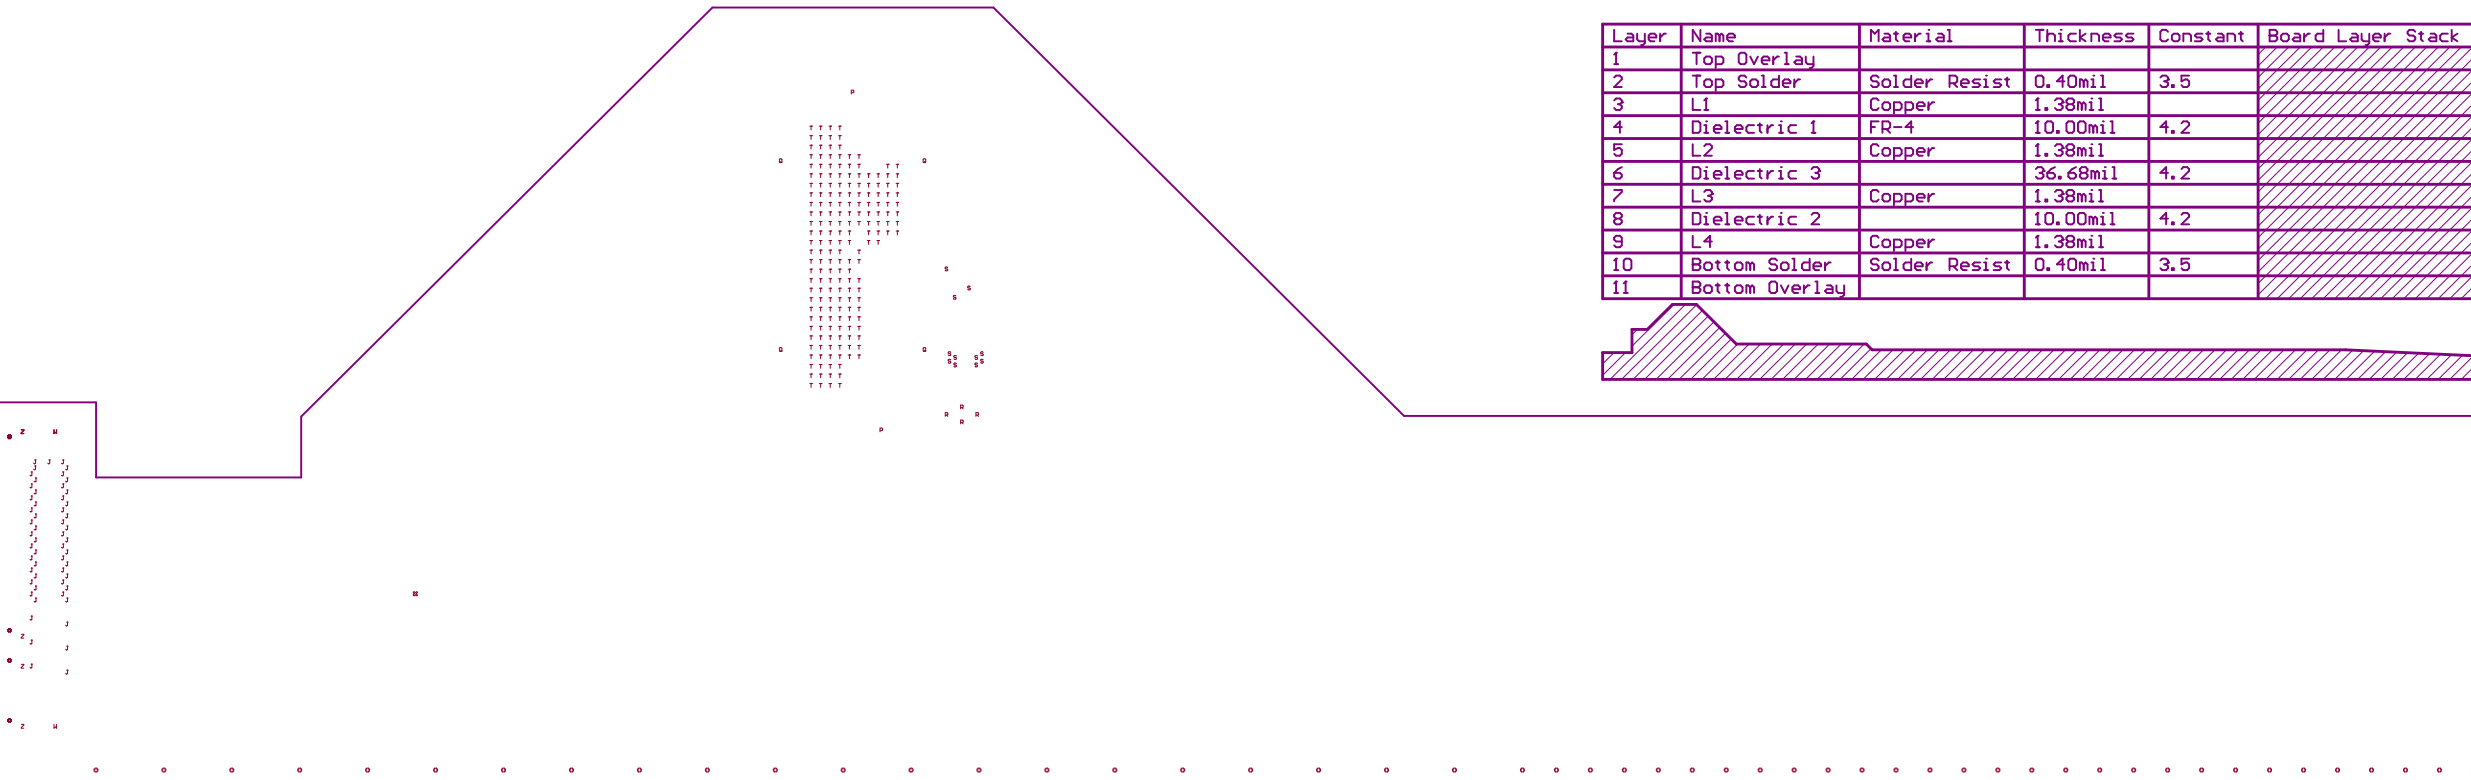 Layer Name Material Thickness Constant Board Layer Stack
1 Top Overlay
2 Top Solder Solder Resist 0.40mil 3.5
3 L1 Copper 1.38mil
4 Dielectric 1 FR-4 10.00mil 4.2
5 L2 Copper 1.38mil
6 Dielectric 3 36.68mil 4.2
7 L3 Copper 1.38mil
8 Dielectric 2 10.00mil 4.2
9 L4 Copper 1.38mil
10 Bottom Solder Solder Resist 0.40mil 3.5
11 Bottom Overlay